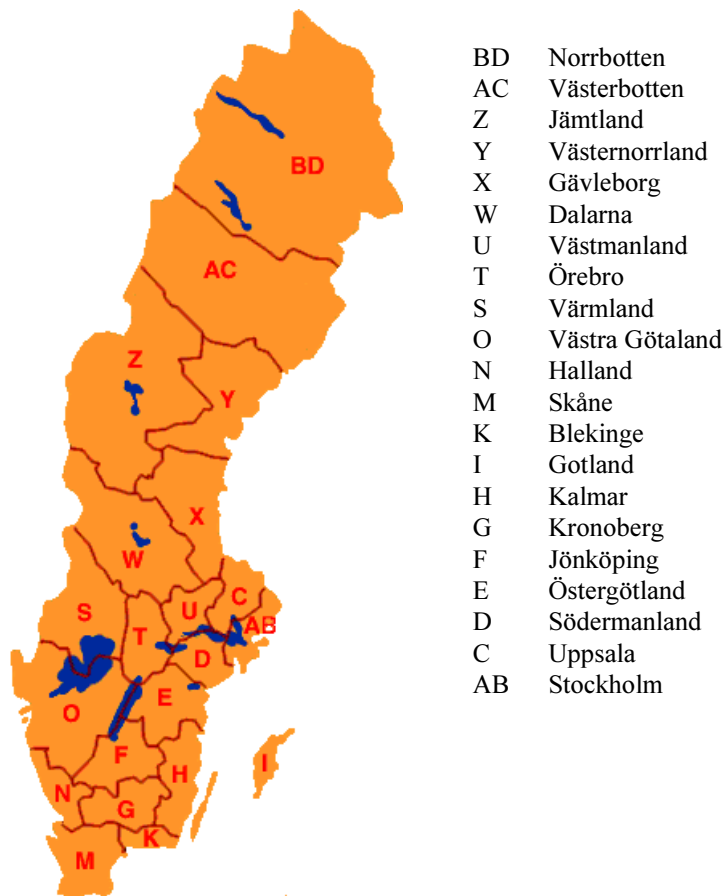 BD Norrbotten
AC Västerbotten
Z Jämtland
Y Västernorrland
X Gävleborg
W Dalarna
U Västmanland
T Örebro
S Värmland
O Västra Götaland
N Halland
M Skåne
K Blekinge
I Gotland
H Kalmar
G Kronoberg
F Jönköping
E Östergötland
D Södermanland
C Uppsala
AB Stockholm
BD
AC
Z
Y
X
W
C
S
U
AB
T
D
E
O
F
I
H
N
G
K
M